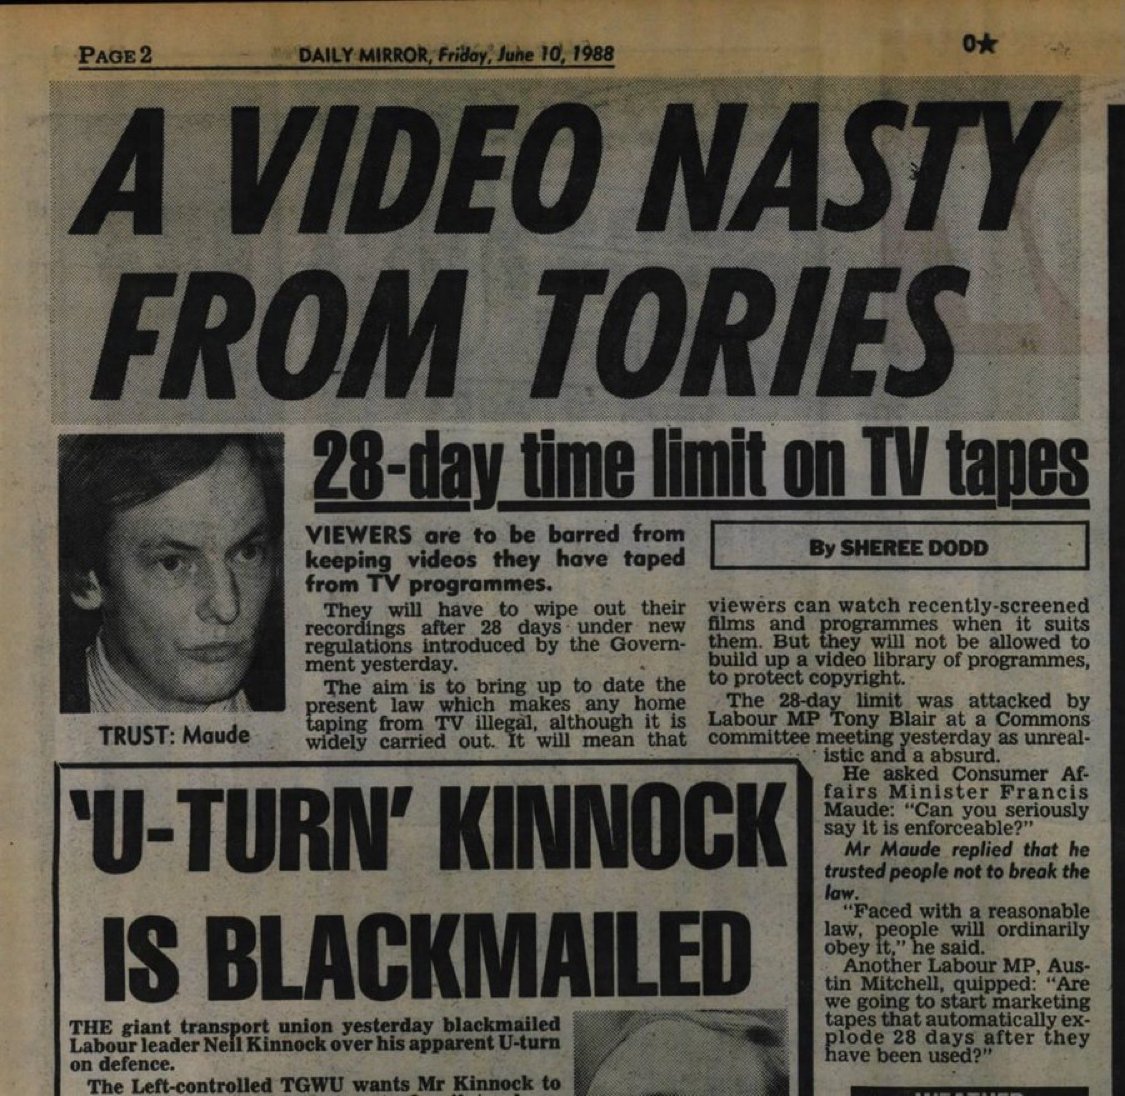 PAGE 2
DAILY MIRROR, Friday, June 10, 1988
0★
A VIDEO NASTY
FROM TORIES
28-day time limit on TV tapes
TRUST: Maude
VIEWERS are to be barred from
keeping videos they have taped
from TV programmes.
They will have to wipe out their
recordings after 28 days under new
regulations introduced by the Govern-
ment yesterday.
The aim is to bring up to date the
present law which makes any home
taping from TV illegal, although it is
widely carried out. It will mean that
By SHEREE DODD
viewers can watch recently-screened
films and programmes when it suits
them. But they will not be allowed to
build up a video library of programmes,
to protect copyright.
The 28-day limit was attacked by
Labour MP Tony Blair at a Commons
committee meeting yesterday as unreal-
istic and a absurd.
He asked Consumer Af-
fairs Minister Francis
Maude: "Can you seriously
say it is enforceable?"
Mr Maude replied that he
trusted people not to break the
law.
"Faced with a reasonable
law, people will ordinarily
obey it," he said.
Another Labour MP, Aus-
tin Mitchell, quipped: "Are
we going to start marketing
tapes that automatically ex-
plode 28 days after they
have been used?"
'U-TURN' KINNOCK
IS BLACKMAILED
THE giant transport union yesterday blackmailed
Labour leader Neil Kinnock over his apparent U-turn
on defence.
The Left-controlled TGWU wants Mr Kinnock to